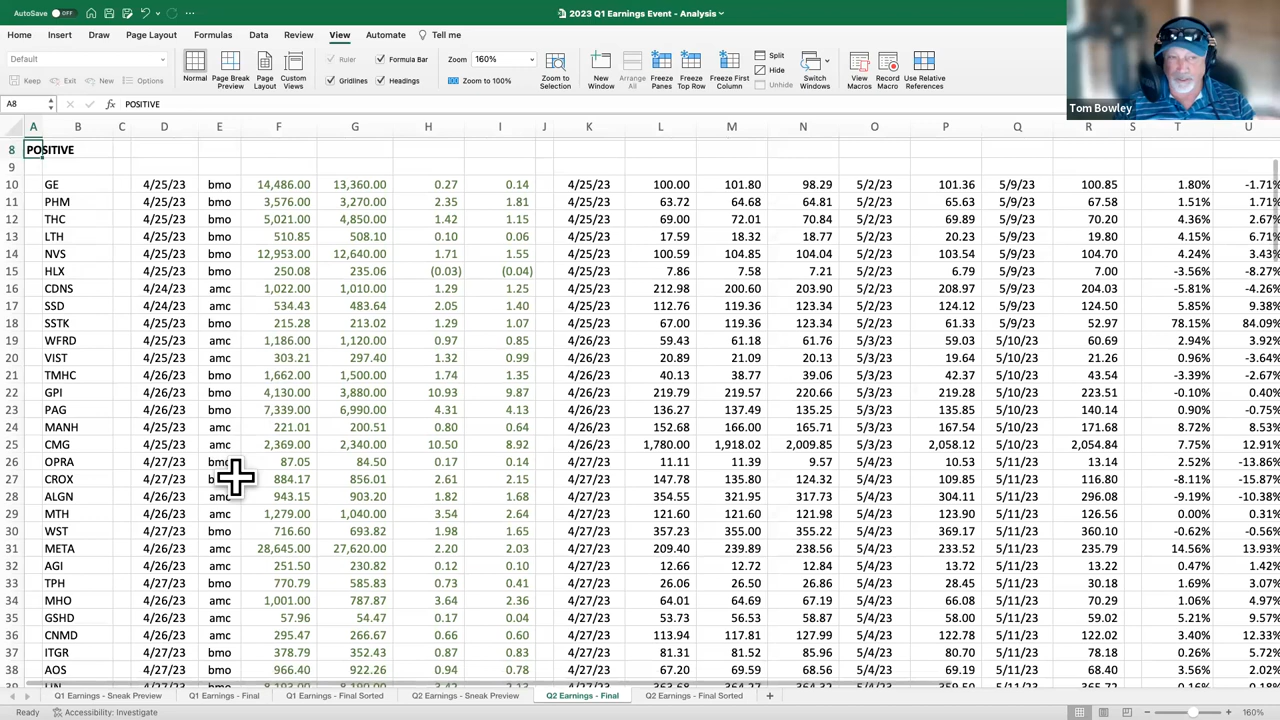 AutoSave OFF ••• 2023 Q1 Earnings Event - Analysis
Home Insert Draw Page Layout Formulas Data Review View Automate Tell me
Default Ruler Formula Bar Zoom 160%
Keep Exit New Options Gridlines Headings Zoom to 100%
Normal Page Break Preview Page Layout Custom Views Zoom to Selection New Window Arrange All Freeze Panes Freeze Top Row Freeze First Column Split Hide Unhide Switch Windows View Macros Record Macro Use Relative References
Tom Bowley
A8 fx POSITIVE
A B C D E F G H I J K L M N O P Q R S T U
8 POSITIVE
9
10 GE 4/25/23 bmo 14,486.00 13,360.00 0.27 0.14 4/25/23 100.00 101.80 98.29 5/2/23 101.36 5/9/23 100.85 1.80% -1.71%
11 PHM 4/25/23 bmo 3,576.00 3,270.00 2.35 1.81 4/25/23 63.72 64.68 64.81 5/2/23 65.63 5/9/23 67.58 1.51% 1.71%
12 THC 4/25/23 bmo 5,021.00 4,850.00 1.42 1.15 4/25/23 69.00 72.01 70.84 5/2/23 69.89 5/9/23 70.20 4.36% 2.67%
13 LTH 4/25/23 bmo 510.85 508.10 0.10 0.06 4/25/23 17.59 18.32 18.77 5/2/23 20.23 5/9/23 19.80 4.15% 6.71%
14 NVS 4/25/23 bmo 12,953.00 12,640.00 1.71 1.55 4/25/23 100.59 104.85 104.04 5/2/23 103.54 5/9/23 104.70 4.24% 3.43%
15 HLX 4/25/23 bmo 250.08 235.06 (0.03) (0.04) 4/25/23 7.86 7.58 7.21 5/2/23 6.79 5/9/23 7.00 -3.56% -8.27%
16 CDNS 4/24/23 amc 1,022.00 1,010.00 1.29 1.25 4/25/23 212.98 200.60 203.90 5/2/23 208.97 5/9/23 204.03 -5.81% -4.26%
17 SSD 4/24/23 amc 534.43 483.64 2.05 1.40 4/25/23 112.76 119.36 123.34 5/2/23 124.12 5/9/23 124.50 5.85% 9.38%
18 SSTK 4/25/23 bmo 215.28 213.02 1.29 1.07 4/25/23 67.00 119.36 123.34 5/2/23 61.33 5/9/23 52.97 78.15% 84.09%
19 WFRD 4/25/23 amc 1,186.00 1,120.00 0.97 0.85 4/26/23 59.43 61.18 61.76 5/3/23 59.03 5/10/23 60.69 2.94% 3.92%
20 VIST 4/25/23 amc 303.21 297.40 1.32 0.99 4/26/23 20.89 21.09 20.13 5/3/23 19.64 5/10/23 21.26 0.96% -3.64%
21 TMHC 4/26/23 bmo 1,662.00 1,500.00 1.74 1.35 4/26/23 40.13 38.77 39.06 5/3/23 42.37 5/10/23 43.54 -3.39% -2.67%
22 GPI 4/26/23 bmo 4,130.00 3,880.00 10.93 9.87 4/26/23 219.79 219.57 220.66 5/3/23 219.28 5/10/23 223.51 -0.10% 0.40%
23 PAG 4/26/23 bmo 7,339.00 6,990.00 4.31 4.13 4/26/23 136.27 137.49 135.25 5/3/23 135.85 5/10/23 140.14 0.90% -0.75%
24 MANH 4/25/23 amc 221.01 200.51 0.80 0.64 4/26/23 152.68 166.00 165.71 5/3/23 163.54 5/10/23 171.67 8.72% 8.53%
25 CMG 4/25/23 amc 2,369.00 2,340.00 10.50 8.92 4/26/23 1,780.00 1,918.02 2,009.85 5/3/23 2,058.12 5/10/23 2,054.84 7.75% 12.91%
26 OPRA 4/27/23 87.05 84.50 0.17 0.14 4/27/23 11.11 11.39 9.57 5/4/23 10.53 5/11/23 13.14 2.52% -13.86%
27 CROX 4/27/23 884.17 856.01 2.61 2.15 4/27/23 147.78 135.80 124.32 5/4/23 115.91 5/11/23 116.80 -8.11% -15.87%
28 ALGN 4/26/23 943.15 903.20 1.82 1.68 4/27/23 354.55 321.95 317.73 5/4/23 304.11 5/11/23 296.08 -9.19% -10.38%
29 MTH 4/26/23 amc 1,279.00 1,040.00 3.54 2.64 4/27/23 121.60 121.60 121.98 5/4/23 123.90 5/11/23 126.56 0.00% 0.31%
30 WST 4/27/23 bmo 716.60 693.82 1.98 1.65 4/27/23 357.23 355.00 355.22 5/4/23 369.17 5/11/23 360.10 -0.62% -0.56%
31 META 4/26/23 amc 28,645.00 27,620.00 2.20 2.03 4/27/23 209.40 239.89 238.56 5/4/23 233.52 5/11/23 235.79 14.56% 13.93%
32 AGI 4/26/23 amc 251.50 230.82 0.12 0.10 4/27/23 12.66 12.72 12.84 5/4/23 13.72 5/11/23 13.22 0.47% 1.42%
33 TPH 4/27/23 bmo 770.79 585.83 0.73 0.41 4/27/23 26.06 26.50 26.86 5/4/23 28.45 5/11/23 30.18 1.69% 3.07%
34 MHO 4/26/23 amc 1,001.00 787.87 3.64 2.36 4/27/23 64.01 64.69 67.19 5/4/23 66.08 5/11/23 70.29 1.06% 4.97%
35 GSHD 4/26/23 amc 57.96 54.47 0.17 0.04 4/27/23 53.73 56.53 58.87 5/4/23 58.00 5/11/23 59.02 5.21% 9.57%
36 CNMD 4/26/23 amc 295.47 266.67 0.66 0.60 4/27/23 113.94 117.81 127.99 5/4/23 122.78 5/11/23 122.02 3.40% 12.33%
37 ITGR 4/27/23 bmo 378.79 352.43 0.87 0.83 4/27/23 81.31 81.52 85.96 5/4/23 80.70 5/11/23 78.18 0.26% 5.72%
38 AOS 4/27/23 bmo 966.40 922.26 0.94 0.78 4/27/23 67.20 69.59 68.56 5/4/23 69.19 5/11/23 68.40 3.56% 2.02%
Q1 Earnings - Sneak Preview Q1 Earnings - Final Q1 Earnings - Final Sorted Q2 Earnings - Sneak Preview Q2 Earnings - Final Q2 Earnings - Final Sorted +
Ready Accessibility: Investigate 160%